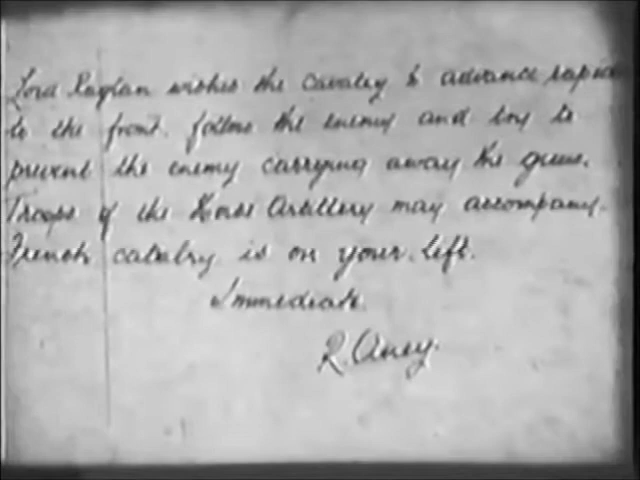 Lord Raglan wishes the cavalry to advance rapid
to the front. follow the enemy and try to
prevent the enemy carrying away the guns.
Troops of the Horse Artillery may accompany.
French cavalry is on your left.
Immediate.
R. Airey.